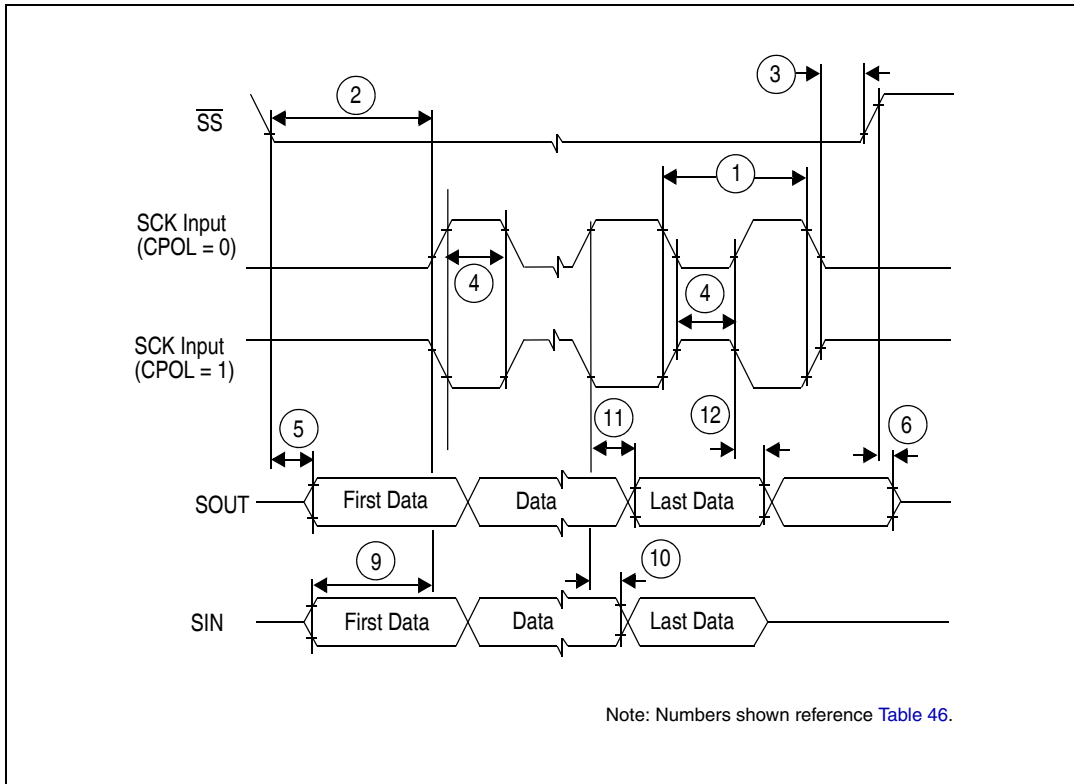 3
2
SS
1
SCK Input
(CPOL = 0)
4
4
SCK Input
(CPOL = 1)
11
12
5
6
SOUT
First Data
Data
Last Data
9
10
SIN
First Data
Data
Last Data
Note: Numbers shown reference Table 46.